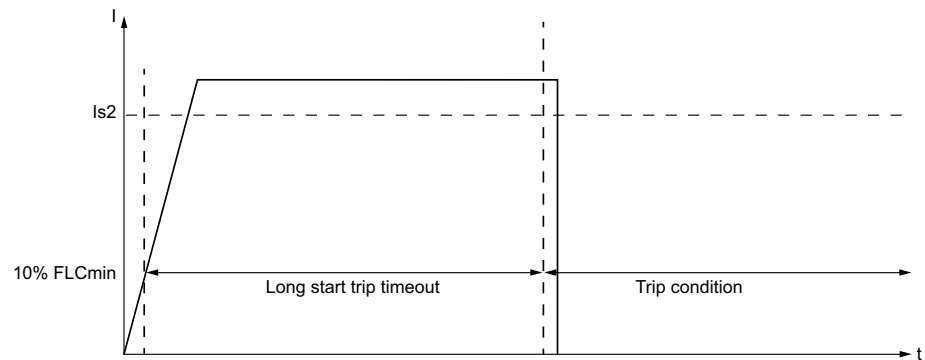 I
Is2
10% FLCmin
Long start trip timeout
Trip condition
t